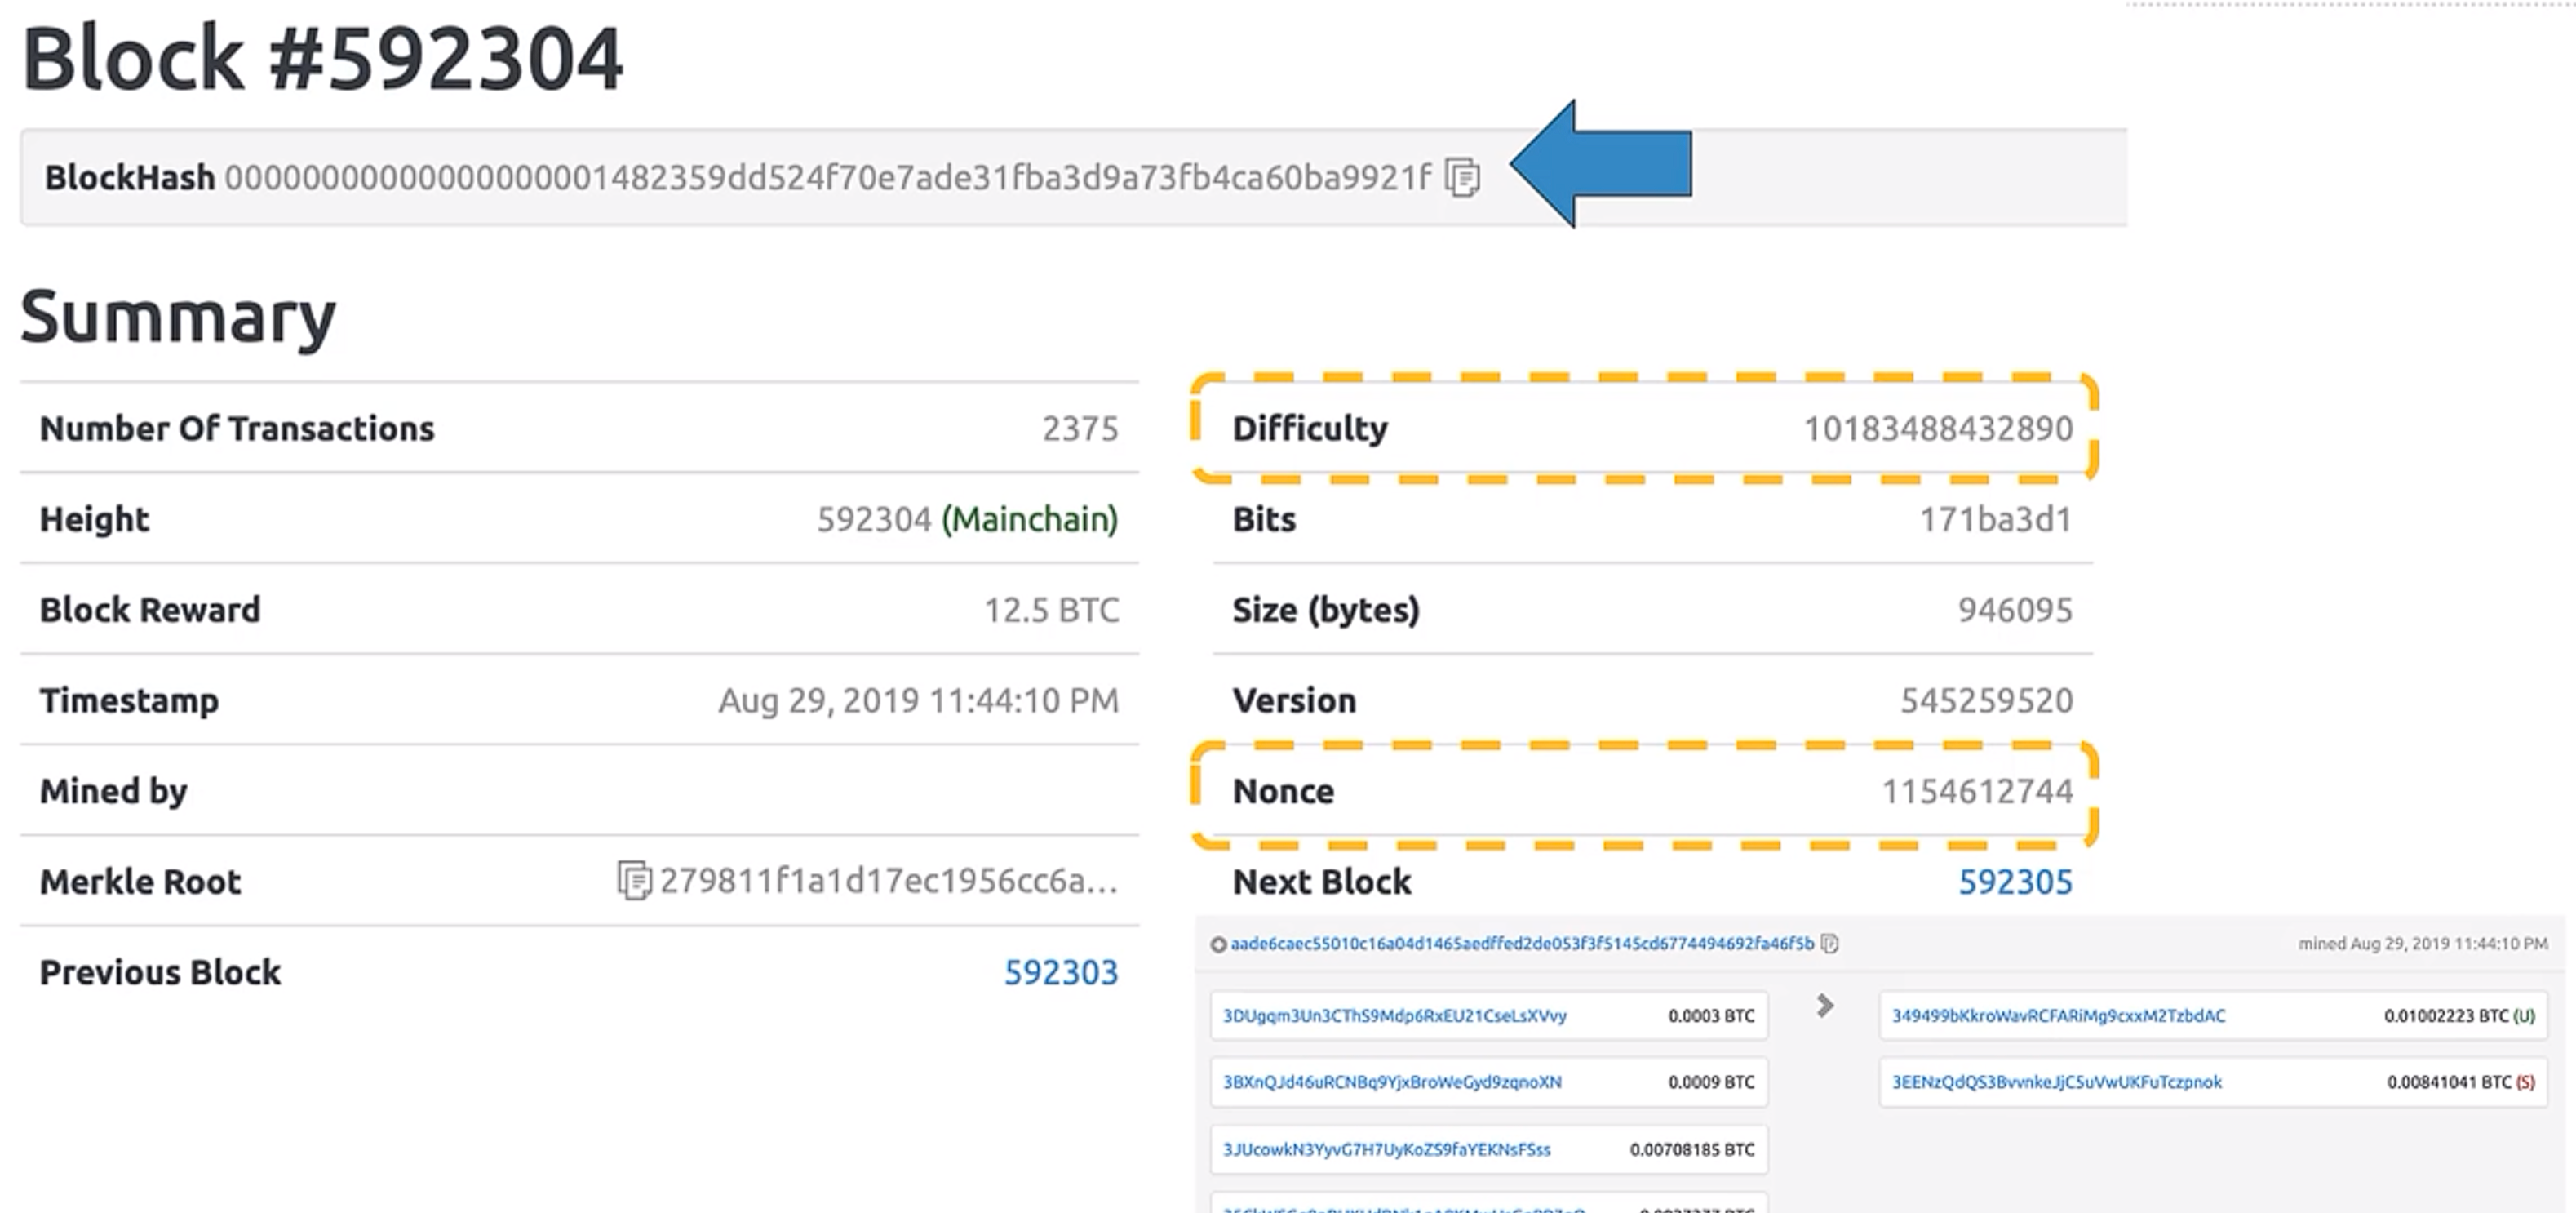 Block #592304
BlockHash 0000000000000000001482359dd524f70e7ade31fba3d9a73fb4ca60ba9921f
Summary
Number Of Transactions 2375
Difficulty 10183488432890
Height 592304 (Mainchain)
Bits 171ba3d1
Block Reward 12.5 BTC
Size (bytes) 946095
Timestamp Aug 29, 2019 11:44:10 PM
Version 545259520
Mined by
Nonce 1154612744
Merkle Root 279811f1a1d17ec1956cc6a...
Next Block 592305
Previous Block 592303
aade6caec55010c16a04d1465aedffed2de053f3f5145cd6774494692fa46f5b mined Aug 29, 2019 11:44:10 PM
3DUgqm3Un3CThS9Mdp6RxEU21CseLsXVvy 0.0003 BTC
349499bKkroWavRCFARiMg9cxxM2TzbdAC 0.01002223 BTC (U)
3BXnQJd46uRCNBq9YjxBroWeGyd9zqnoXN 0.0009 BTC
3EENzQdQS3BvvnkeJjC5uVwUKFuTczpnok 0.00841041 BTC (S)
3JUcowkN3YyvG7H7UyKoZS9faYEKNsFSss 0.00708185 BTC